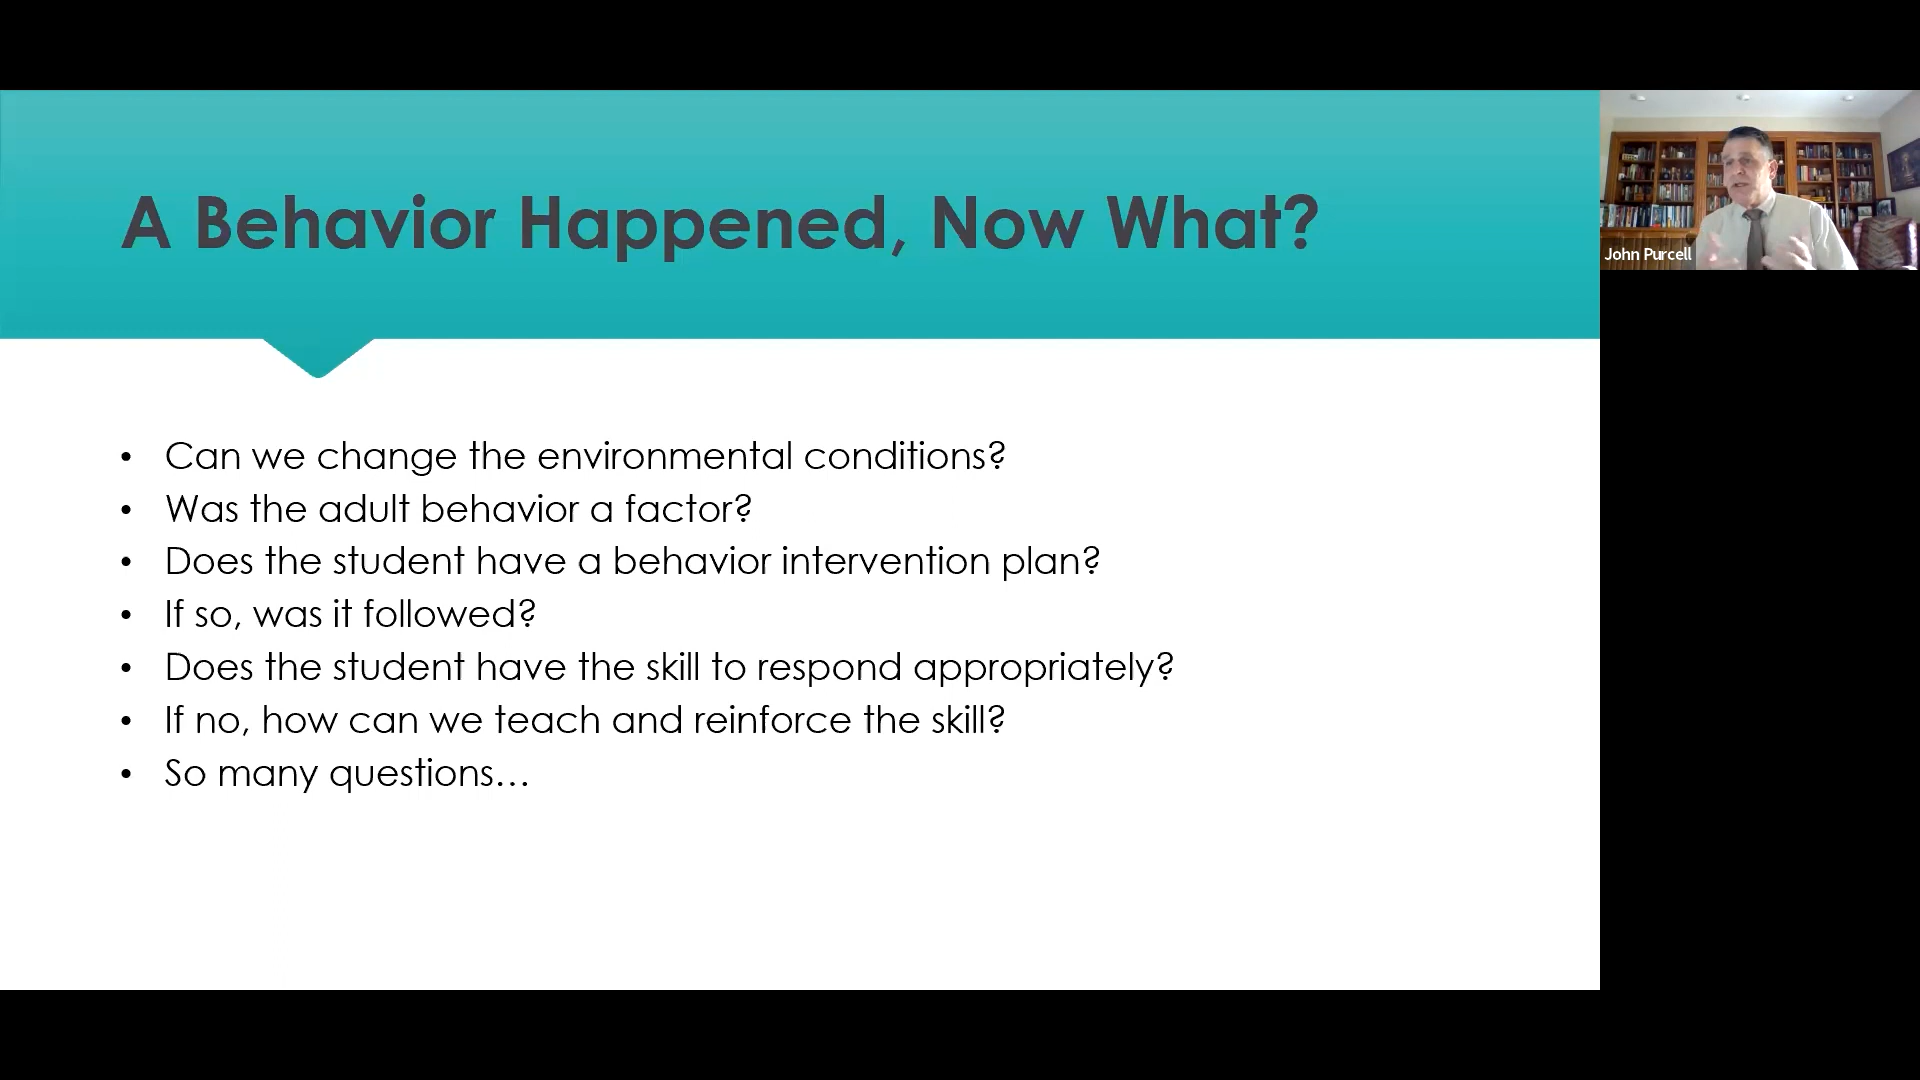 A Behavior Happened, Now What?
John Purcell
• Can we change the environmental conditions?
• Was the adult behavior a factor?
• Does the student have a behavior intervention plan?
• If so, was it followed?
• Does the student have the skill to respond appropriately?
• If no, how can we teach and reinforce the skill?
• So many questions…